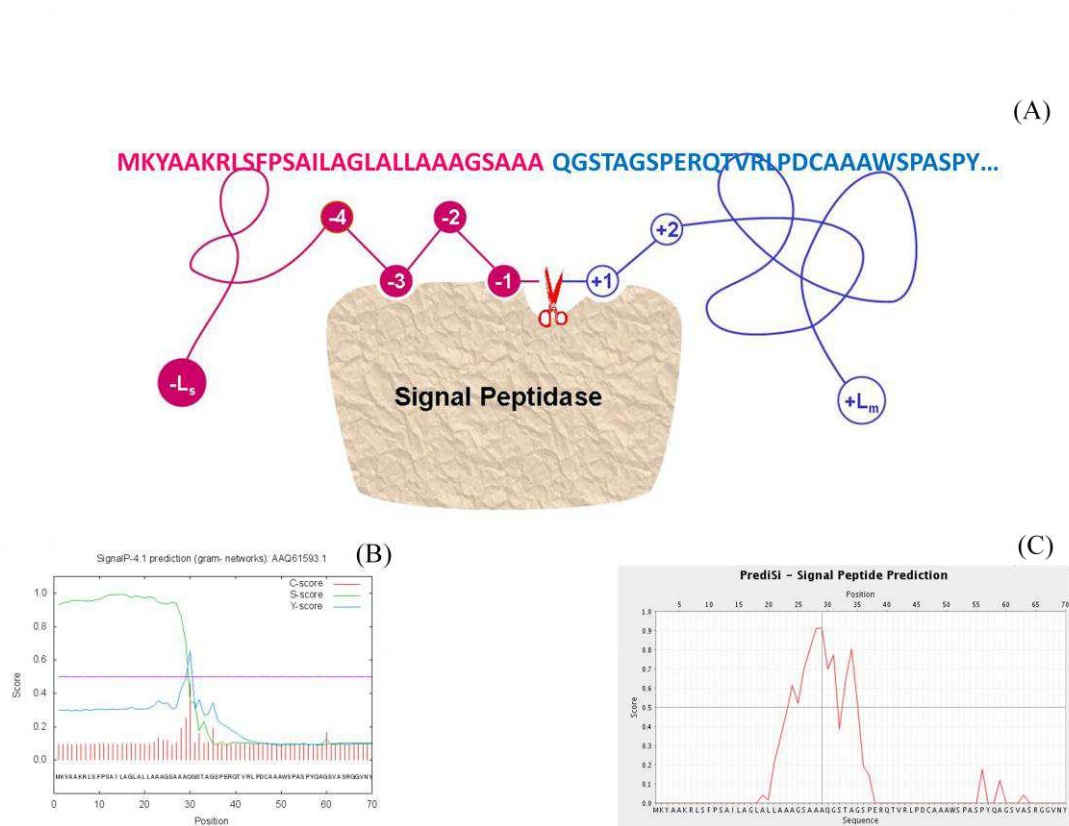 (A)
MKYAAKRLSFPSAILAGLALLAAAGSAAA QGSTAGSPERQTVRLPDCAAAWSPASPY...
-4
-2
+2
-3
-1
+1
-Ls
Signal Peptidase
+Lm
(B)
SignalP-4.1 prediction (gram- networks): AAQ61593.1
C-score
S-score
Y-score
1.0
0.8
0.6
0.4
0.2
0.0
Score
MKYAAKRLSFPSAILAGLALLAAAGSAAAQGSTAGSPERQTVRLPDCAAAWSPASPYQAGSVASRGGVNY
0 10 20 30 40 50 60 70
Position
(C)
PrediSi - Signal Peptide Prediction
Position
5 10 15 20 25 30 35 40 45 50 55 60 65 70
1.0
0.9
0.8
0.7
0.6
0.5
0.4
0.3
0.2
0.1
0.0
Score
M K Y A A K R L S F P S A I L A G L A L L A A A G S A A A Q G S T A G S P E R Q T V R L P D C A A A W S P A S P Y Q A G S V A S R G G V N Y
Sequence